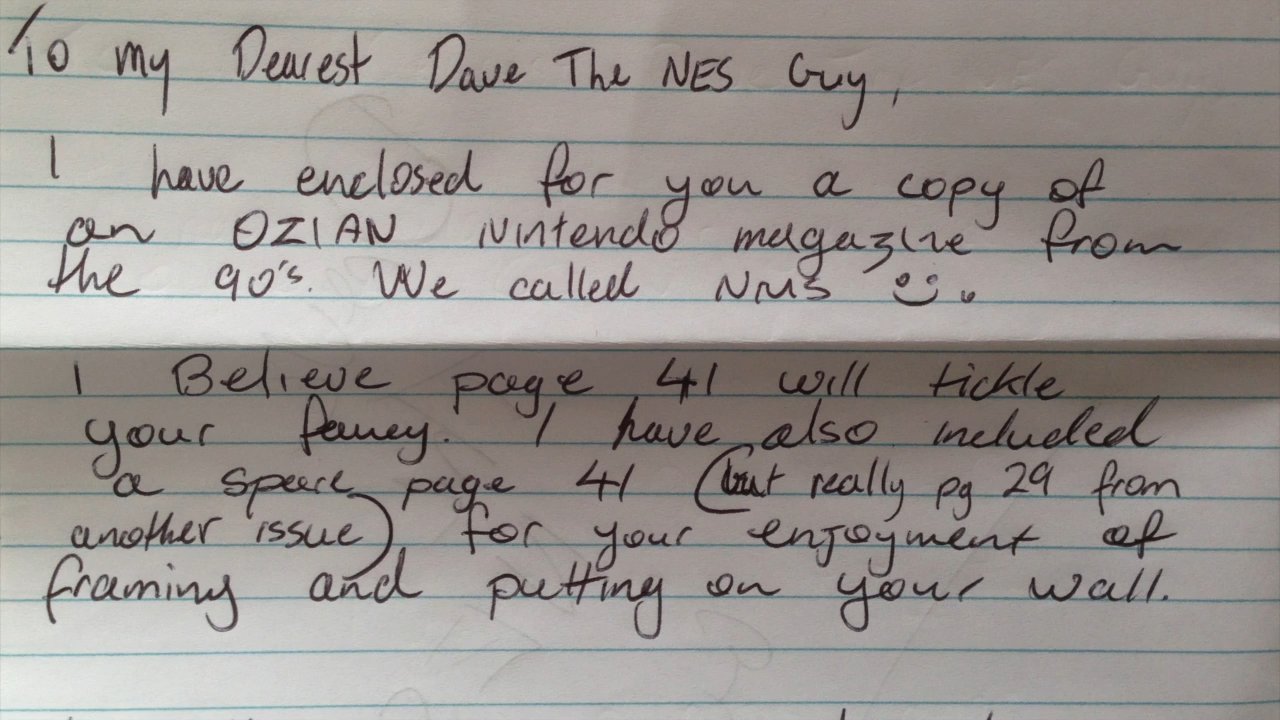 To my Dearest Dave The NES Guy,
I have enclosed for you a copy of
an OZIAN Nintendo magazine from
the 90's. We called NMS :).
I Believe page 41 will tickle
your fancy. I have also included
a spare page 41 (but really pg 29 from
another issue) for your enjoyment of
framing and putting on your wall.